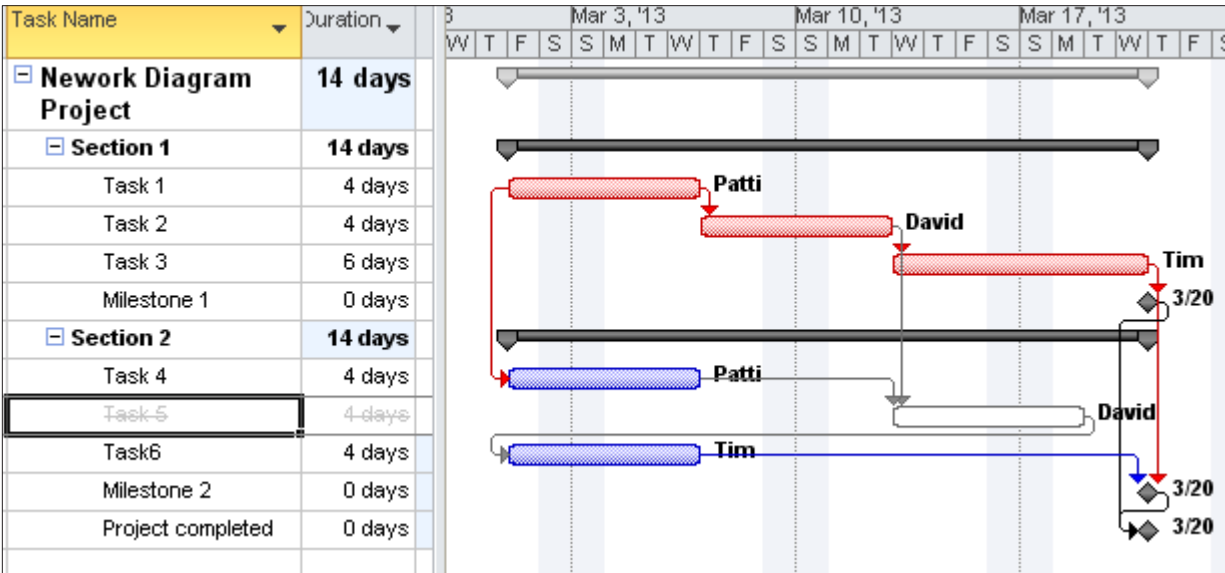 Task Name Duration 3 Mar 3, '13 Mar 10, '13 Mar 17, '13
W T F S S M T W T F S S M T W T F S S M T W T F S
Nework Diagram 14 days
Project
Section 1 14 days
Task 1 4 days Patti
Task 2 4 days David
Task 3 6 days Tim
Milestone 1 0 days 3/20
Section 2 14 days
Task 4 4 days Patti
Task 5 4 days David
Task6 4 days Tim
Milestone 2 0 days 3/20
Project completed 0 days 3/20